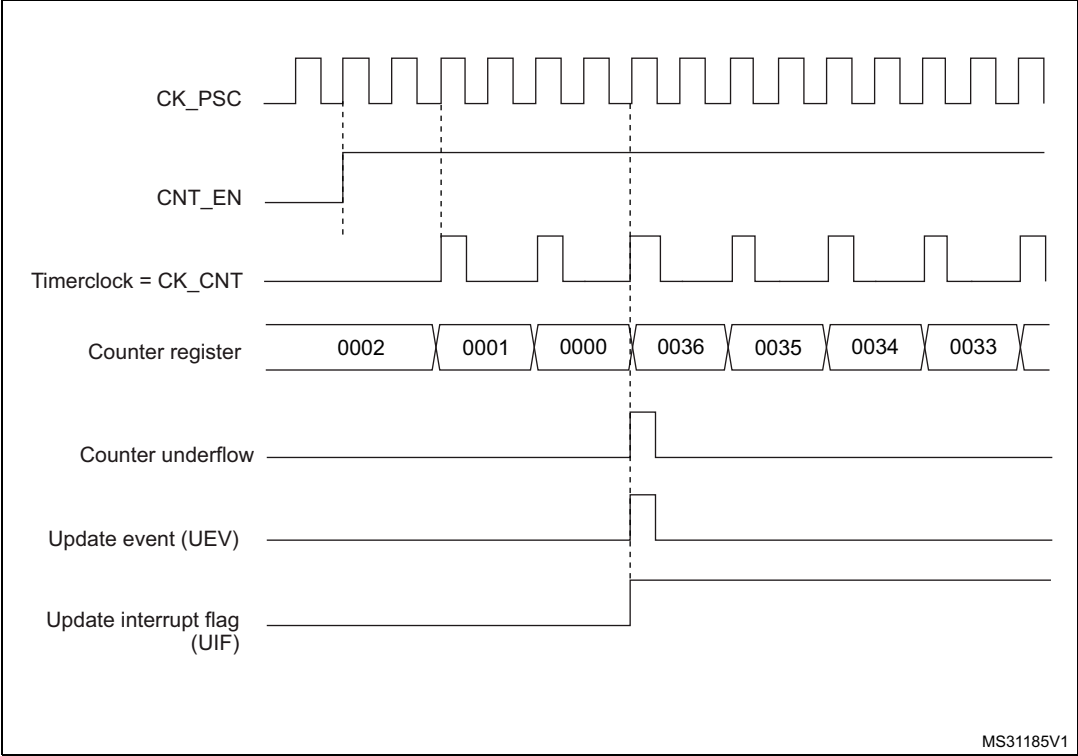 CK_PSC
CNT_EN
Timerclock = CK_CNT
Counter register
0002 0001 0000 0036 0035 0034 0033
Counter underflow
Update event (UEV)
Update interrupt flag
(UIF)
MS31185V1